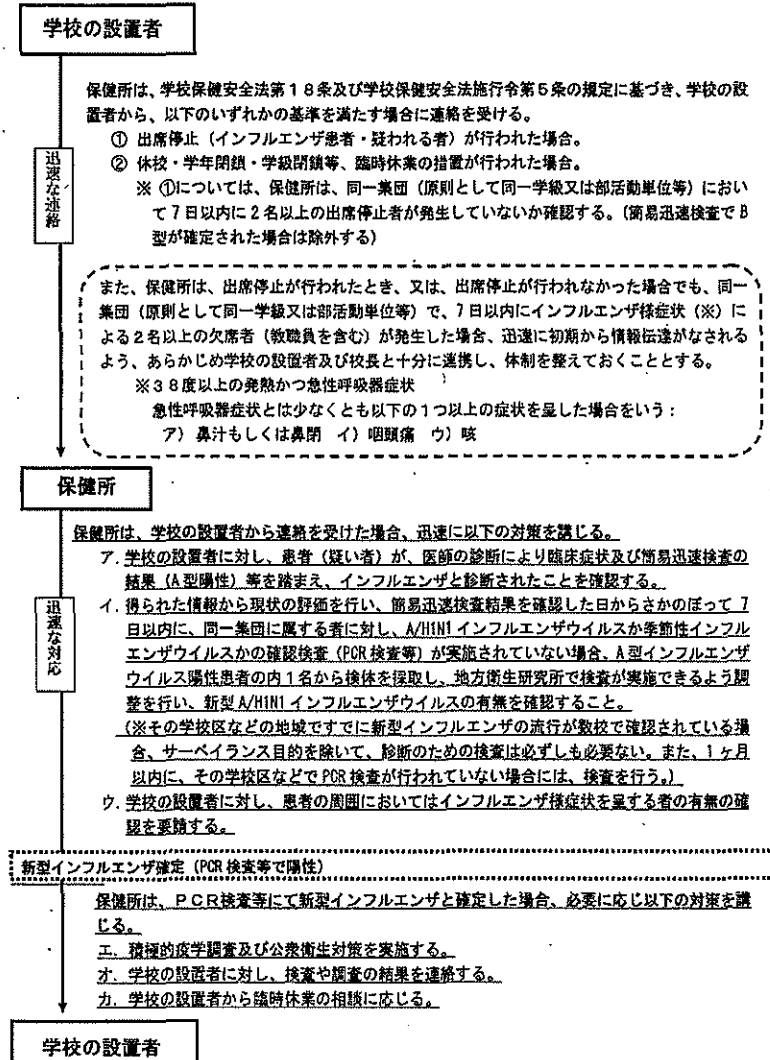 学校の設置者
保健所は、学校保健安全法第18条及び学校保健安全法施行令第5条の規定に基づき、学校の設
置者から、以下のいずれかの基準を満たす場合に連絡を受ける。
① 出席停止(インフルエンザ患者・疑われる者)が行われた場合。
② 休校・学年閉鎖・学級閉鎖等、臨時休業の措置が行われた場合。
※ ①については、保健所は、同一集団(原則として同一学級又は部活動単位等)におい
て7日以内に2名以上の出席停止者が発生していないか確認する。(簡易迅速検査でB
型が確定された場合は除外する)
迅速な連絡
また、保健所は、出席停止が行われたとき、又は、出席停止が行われなかった場合でも、同一
集団(原則として同一学級又は部活動単位等)で、7日以内にインフルエンザ様症状(※)に
よる2名以上の欠席者(教職員を含む)が発生した場合、迅速に初期から情報伝達がなされる
よう、あらかじめ学校の設置者及び校長と十分に連携し、体制を整えておくこととする。
※38度以上の発熱かつ急性呼吸器症状
急性呼吸器症状とは少なくとも以下の1つ以上の症状を呈した場合をいう:
ア)鼻汁もしくは鼻閉 イ)咽頭痛 ウ)咳
保健所
保健所は、学校の設置者から連絡を受けた場合、迅速に以下の対策を講じる。
ア.学校の設置者に対し、患者(疑い者)が、医師の診断により臨床症状及び簡易迅速検査の
結果(A型陽性)等を踏まえ、インフルエンザと診断されたことを確認する。
イ.得られた情報から現状の評価を行い、簡易迅速検査結果を確認した日からさかのぼって7
日以内に、同一集団に属する者に対し、A/H1N1インフルエンザウイルスか季節性インフル
エンザウイルスかの確認検査(PCR検査等)が実施されていない場合、A型インフルエンザ
ウイルス陽性患者の内1名から検体を採取し、地方衛生研究所で検査が実施できるよう調
整を行い、新型A/H1N1インフルエンザウイルスの有無を確認すること。
(※その学校区などの地域ですでに新型インフルエンザの流行が数校で確認されている場
合、サーベイランス目的を除いて、診断のための検査は必ずしも必要ない。また、1ヶ月
以内に、その学校区などでPCR検査が行われていない場合には、検査を行う。)
ウ.学校の設置者に対し、患者の周囲においてはインフルエンザ様症状を呈する者の有無の確
認を要請する。
迅速な対応
新型インフルエンザ確定(PCR検査等で陽性)
保健所は、PCR検査等にて新型インフルエンザと確定した場合、必要に応じ以下の対策を講
じる。
エ.積極的疫学調査及び公衆衛生対策を実施する。
オ.学校の設置者に対し、検査や調査の結果を連絡する。
カ.学校の設置者から臨時休業の相談に応じる。
学校の設置者